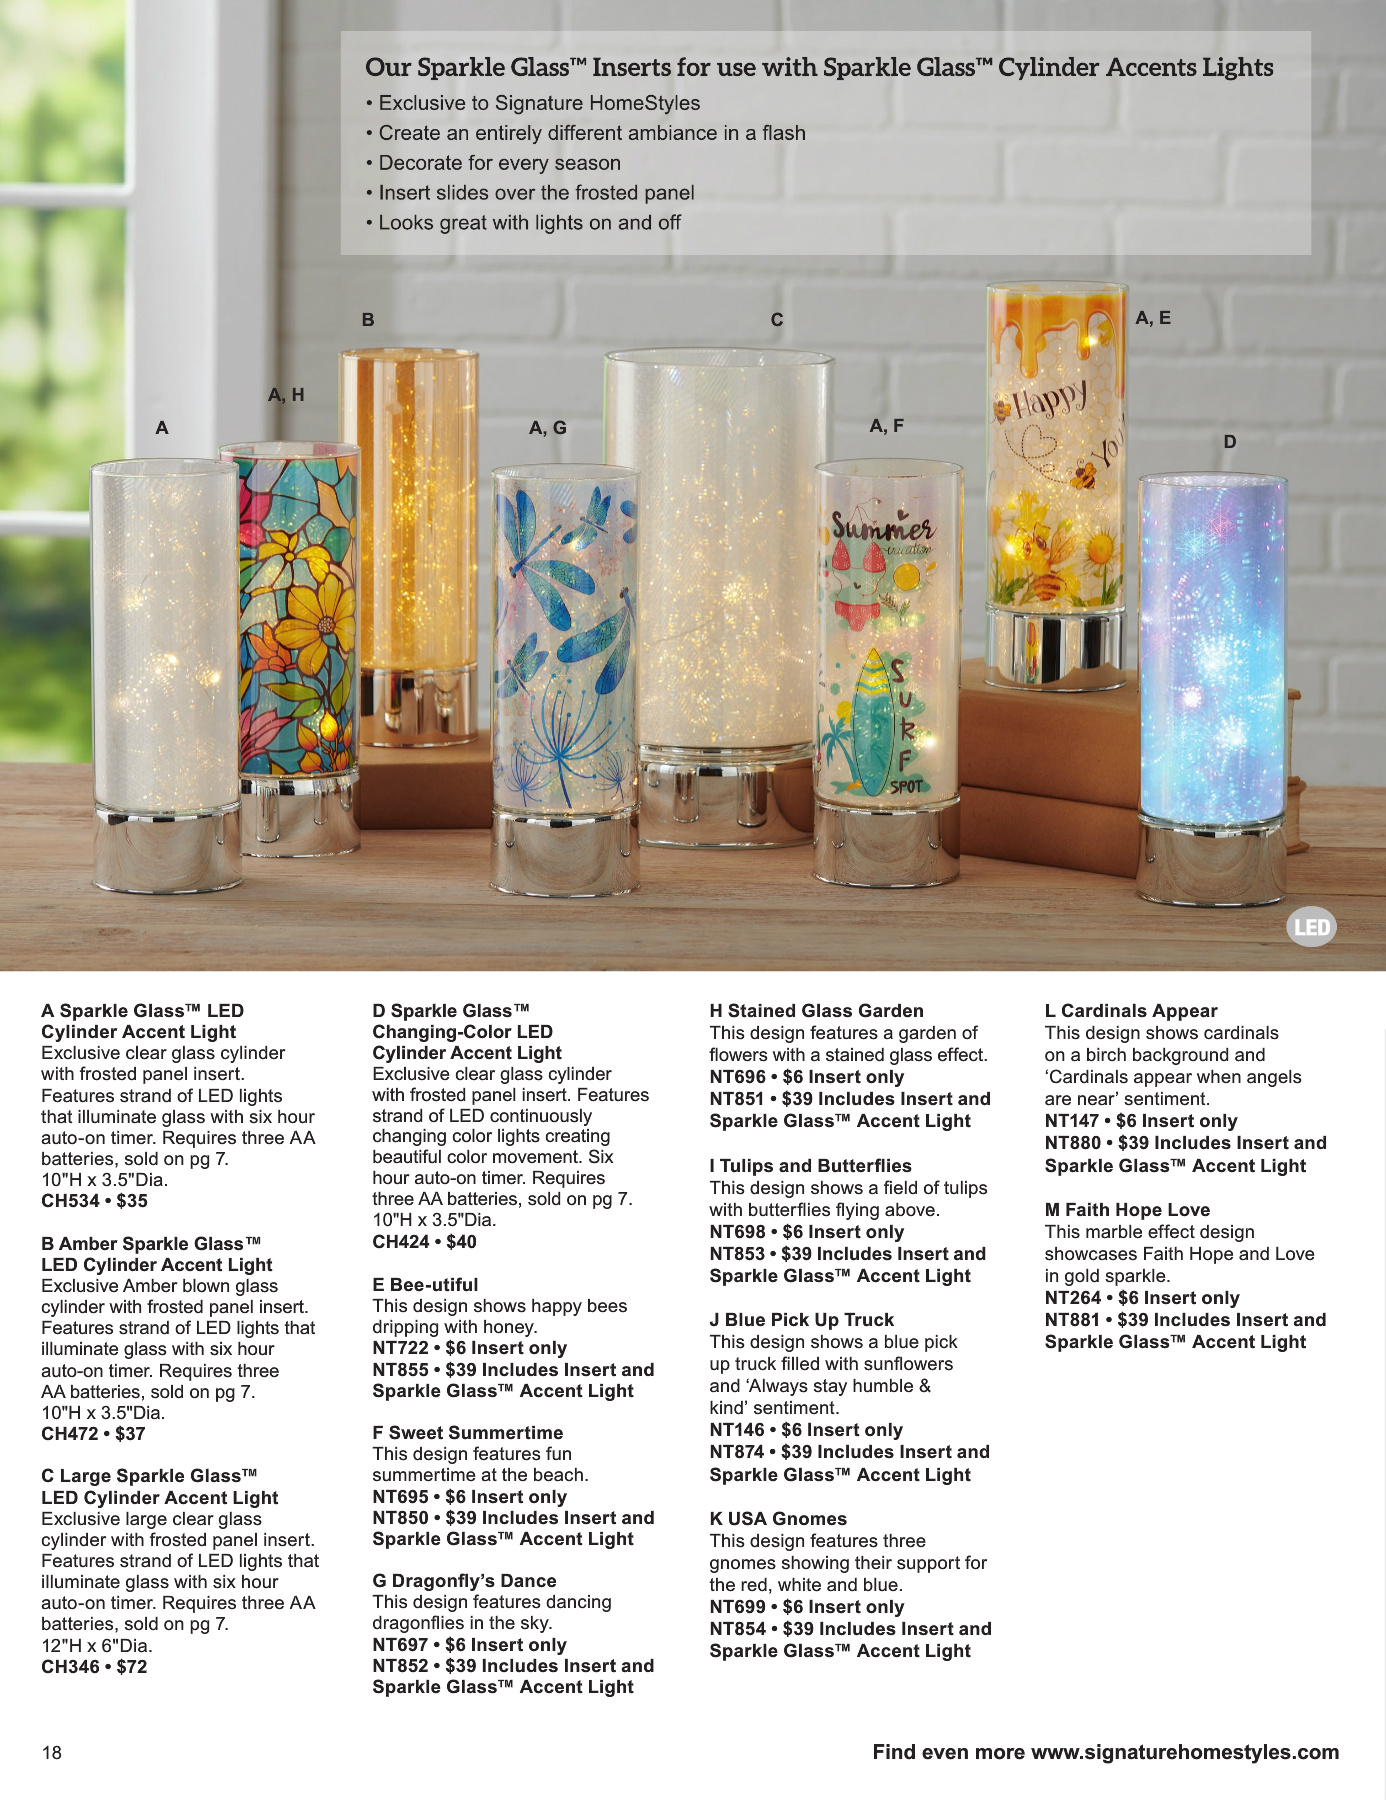 Our Sparkle Glass™ Inserts for use with Sparkle Glass™ Cylinder Accents Lights
• Exclusive to Signature HomeStyles
• Create an entirely different ambiance in a flash
• Decorate for every season
• Insert slides over the frosted panel
• Looks great with lights on and off
B
C
A, E
A, H
A
A, G
A, F
D
Happy
You
Summer
vacation
SURF
SPOT
LED
A Sparkle Glass™ LED
Cylinder Accent Light
Exclusive clear glass cylinder
with frosted panel insert.
Features strand of LED lights
that illuminate glass with six hour
auto-on timer. Requires three AA
batteries, sold on pg 7.
10"H x 3.5"Dia.
CH534 • $35
B Amber Sparkle Glass™
LED Cylinder Accent Light
Exclusive Amber blown glass
cylinder with frosted panel insert.
Features strand of LED lights that
illuminate glass with six hour
auto-on timer. Requires three
AA batteries, sold on pg 7.
10"H x 3.5"Dia.
CH472 • $37
C Large Sparkle Glass™
LED Cylinder Accent Light
Exclusive large clear glass
cylinder with frosted panel insert.
Features strand of LED lights that
illuminate glass with six hour
auto-on timer. Requires three AA
batteries, sold on pg 7.
12"H x 6"Dia.
CH346 • $72
D Sparkle Glass™
Changing-Color LED
Cylinder Accent Light
Exclusive clear glass cylinder
with frosted panel insert. Features
strand of LED continuously
changing color lights creating
beautiful color movement. Six
hour auto-on timer. Requires
three AA batteries, sold on pg 7.
10"H x 3.5"Dia.
CH424 • $40
E Bee-utiful
This design shows happy bees
dripping with honey.
NT722 • $6 Insert only
NT855 • $39 Includes Insert and
Sparkle Glass™ Accent Light
F Sweet Summertime
This design features fun
summertime at the beach.
NT695 • $6 Insert only
NT850 • $39 Includes Insert and
Sparkle Glass™ Accent Light
G Dragonfly’s Dance
This design features dancing
dragonflies in the sky.
NT697 • $6 Insert only
NT852 • $39 Includes Insert and
Sparkle Glass™ Accent Light
H Stained Glass Garden
This design features a garden of
flowers with a stained glass effect.
NT696 • $6 Insert only
NT851 • $39 Includes Insert and
Sparkle Glass™ Accent Light
I Tulips and Butterflies
This design shows a field of tulips
with butterflies flying above.
NT698 • $6 Insert only
NT853 • $39 Includes Insert and
Sparkle Glass™ Accent Light
J Blue Pick Up Truck
This design shows a blue pick
up truck filled with sunflowers
and ‘Always stay humble &
kind’ sentiment.
NT146 • $6 Insert only
NT874 • $39 Includes Insert and
Sparkle Glass™ Accent Light
K USA Gnomes
This design features three
gnomes showing their support for
the red, white and blue.
NT699 • $6 Insert only
NT854 • $39 Includes Insert and
Sparkle Glass™ Accent Light
L Cardinals Appear
This design shows cardinals
on a birch background and
‘Cardinals appear when angels
are near’ sentiment.
NT147 • $6 Insert only
NT880 • $39 Includes Insert and
Sparkle Glass™ Accent Light
M Faith Hope Love
This marble effect design
showcases Faith Hope and Love
in gold sparkle.
NT264 • $6 Insert only
NT881 • $39 Includes Insert and
Sparkle Glass™ Accent Light
18
Find even more www.signaturehomestyles.com